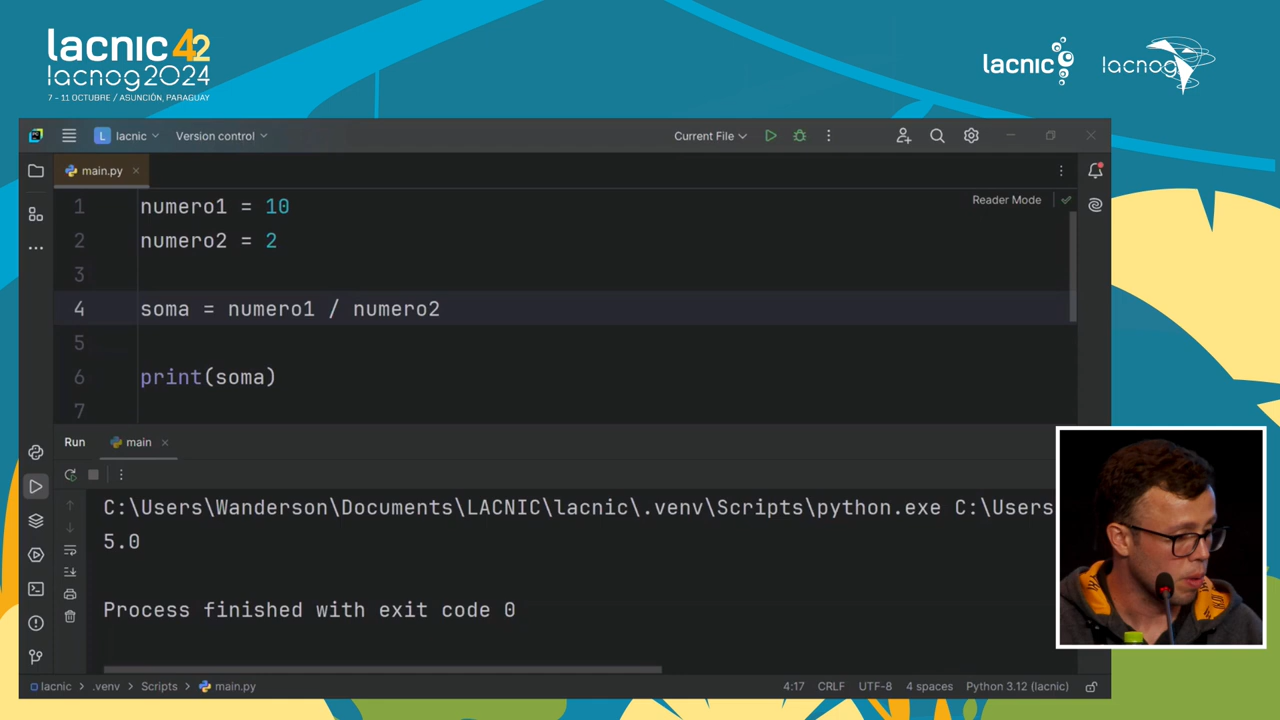 lacnic 42
lacnog2024
7 - 11 OCTUBRE / ASUNCIÓN, PARAGUAY
lacnic
lacnog
L lacnic
Version control
Current File
main.py
Reader Mode
1 numero1 = 10
2 numero2 = 2
3
4 soma = numero1 / numero2
5
6 print(soma)
7
Run main
C:\Users\Wanderson\Documents\LACNIC\lacnic\.venv\Scripts\python.exe C:\Users
5.0
Process finished with exit code 0
lacnic > .venv > Scripts > main.py
4:17 CRLF UTF-8 4 spaces Python 3.12 (lacnic)